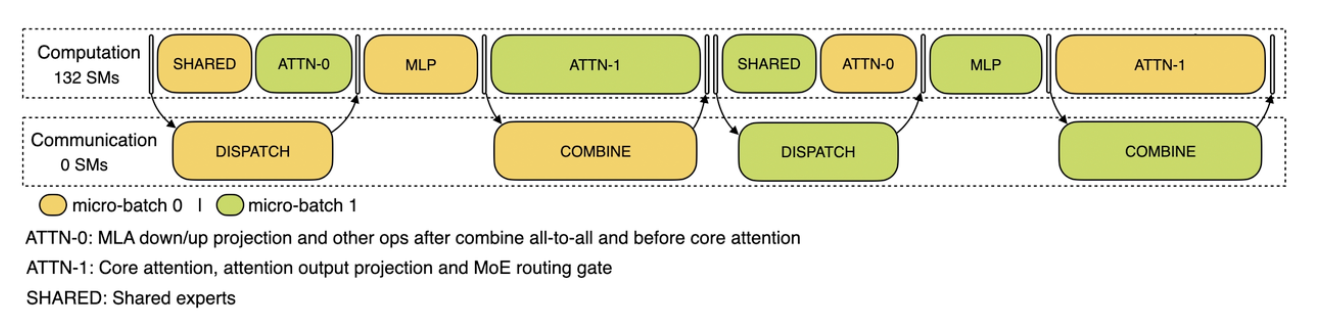 Computation
132 SMs
SHARED ATTN-0 MLP ATTN-1 SHARED ATTN-0 MLP ATTN-1
Communication
0 SMs
DISPATCH COMBINE DISPATCH COMBINE
micro-batch 0 | micro-batch 1
ATTN-0: MLA down/up projection and other ops after combine all-to-all and before core attention
ATTN-1: Core attention, attention output projection and MoE routing gate
SHARED: Shared experts